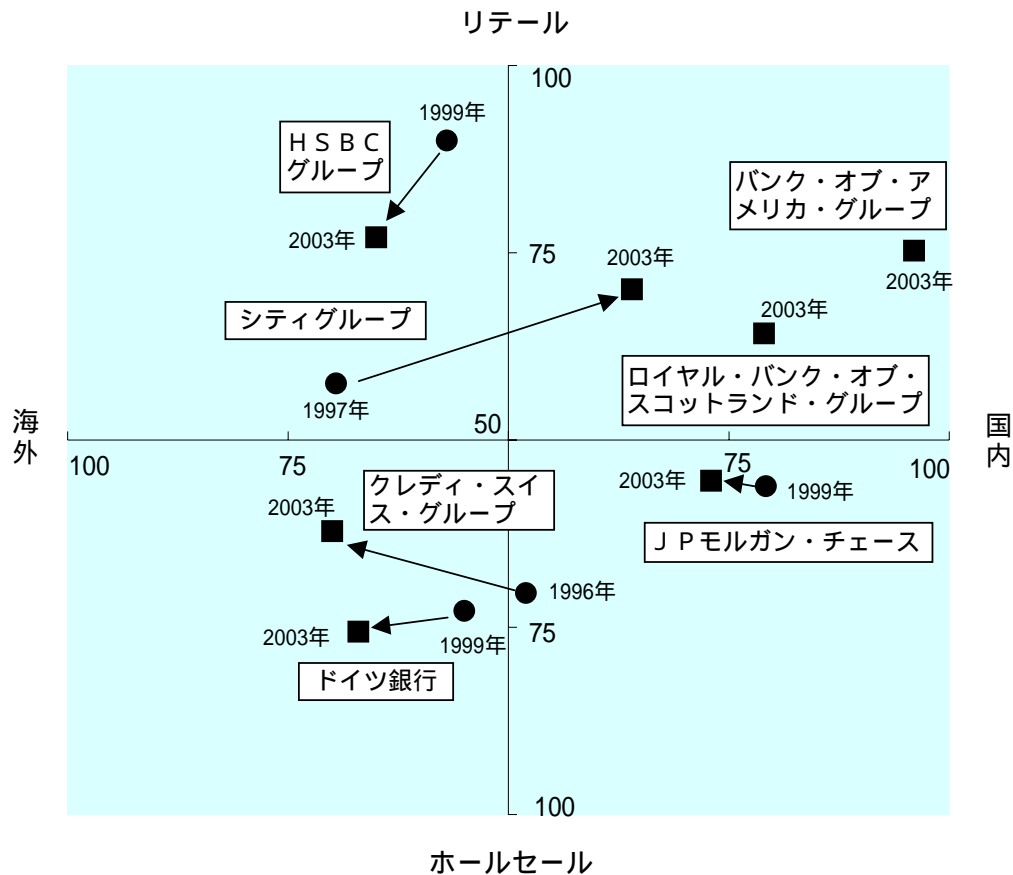 リテール
100
1999年
ＨＳＢＣ
グループ
2003年
バンク・オブ・ア
メリカ・グループ
75
2003年
2003年
シティグループ
2003年
1997年
ロイヤル・バンク・オブ・
スコットランド・グループ
海外
50
国内
100
75
75
100
クレディ・スイ
ス・グループ
2003年
2003年
1999年
ＪＰモルガン・チェース
1996年
2003年
1999年
75
ドイツ銀行
100
ホールセール